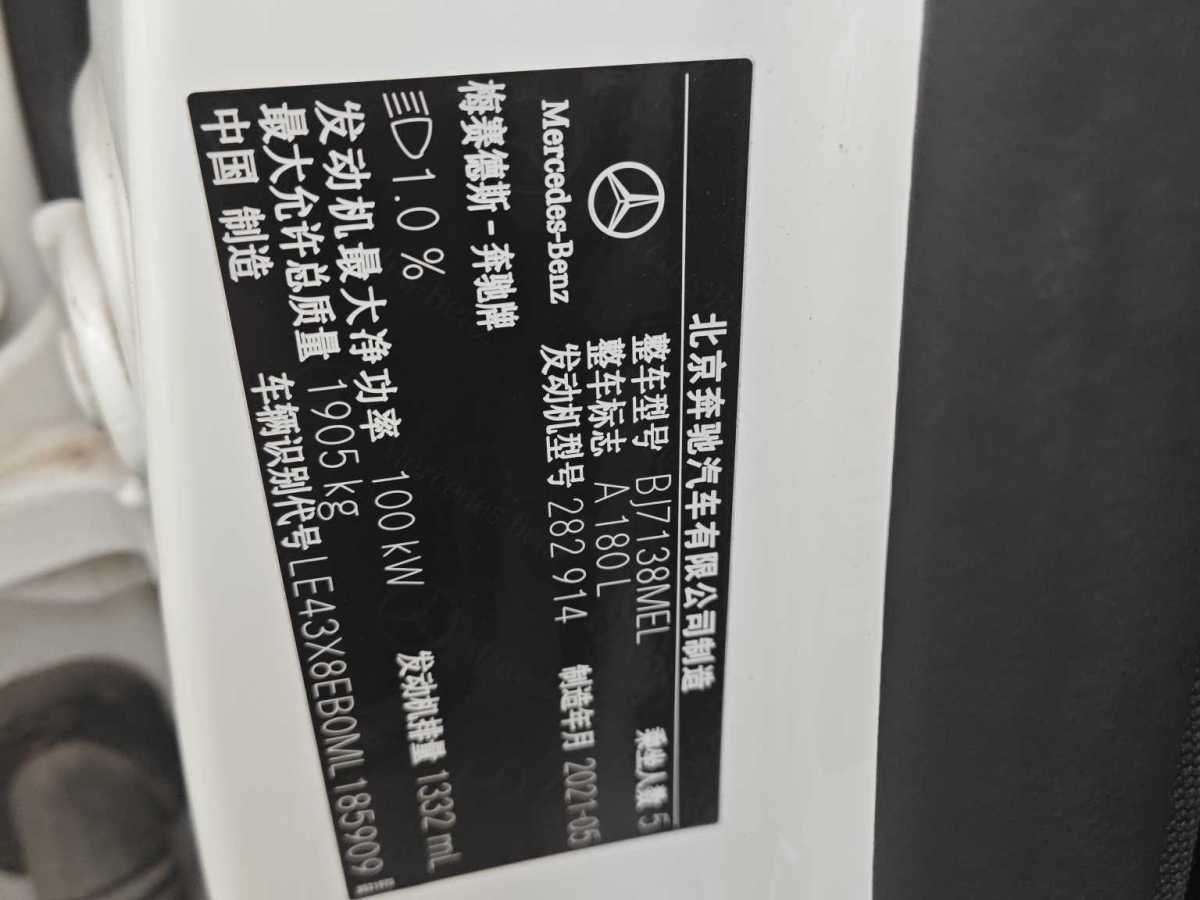 北京奔驰汽车有限公司制造
Mercedes-Benz
梅赛德斯-奔驰牌
整车型号 BJ7138MEL 乘坐人数 5
整车标志 A 180 L
发动机型号 282 914 制造年月 2021-05
1.0 %
发动机最大净功率 100 kW 发动机排量 1332 mL
最大允许总质量 1905 kg
中国 制造 车辆识别代号 LE43X8EB0ML185909